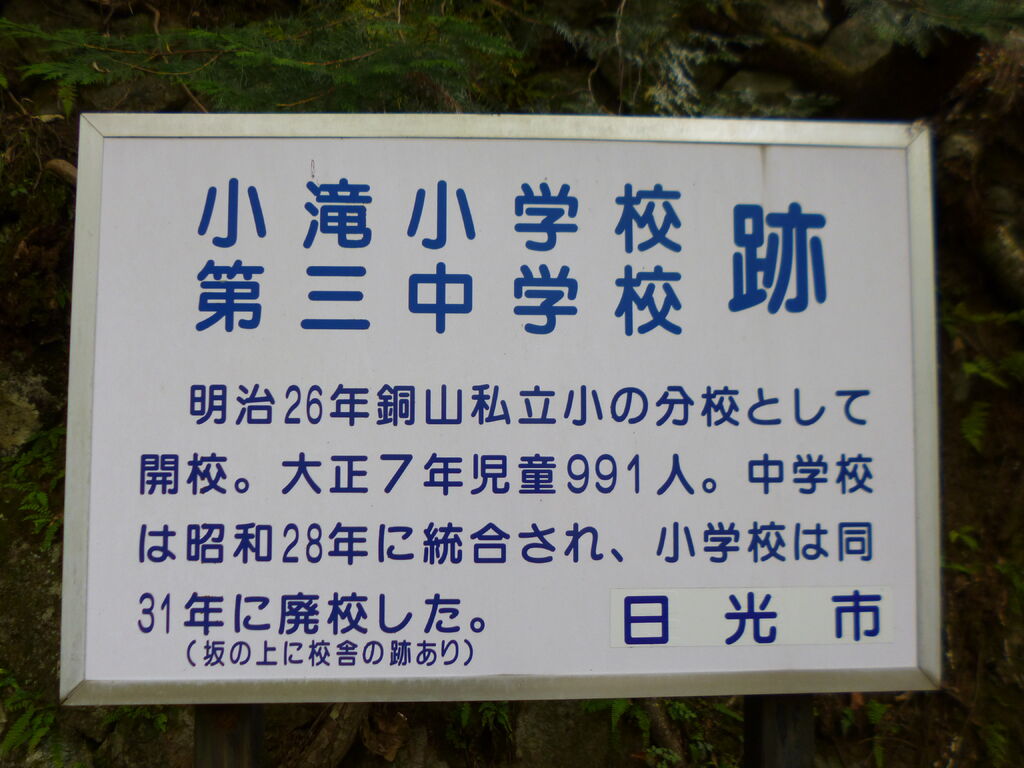 小滝小学校
第三中学校
跡
明治26年銅山私立小の分校として
開校。大正7年児童991人。中学校
は昭和28年に統合され、小学校は同
31年に廃校した。
(坂の上に校舎の跡あり)
日光市